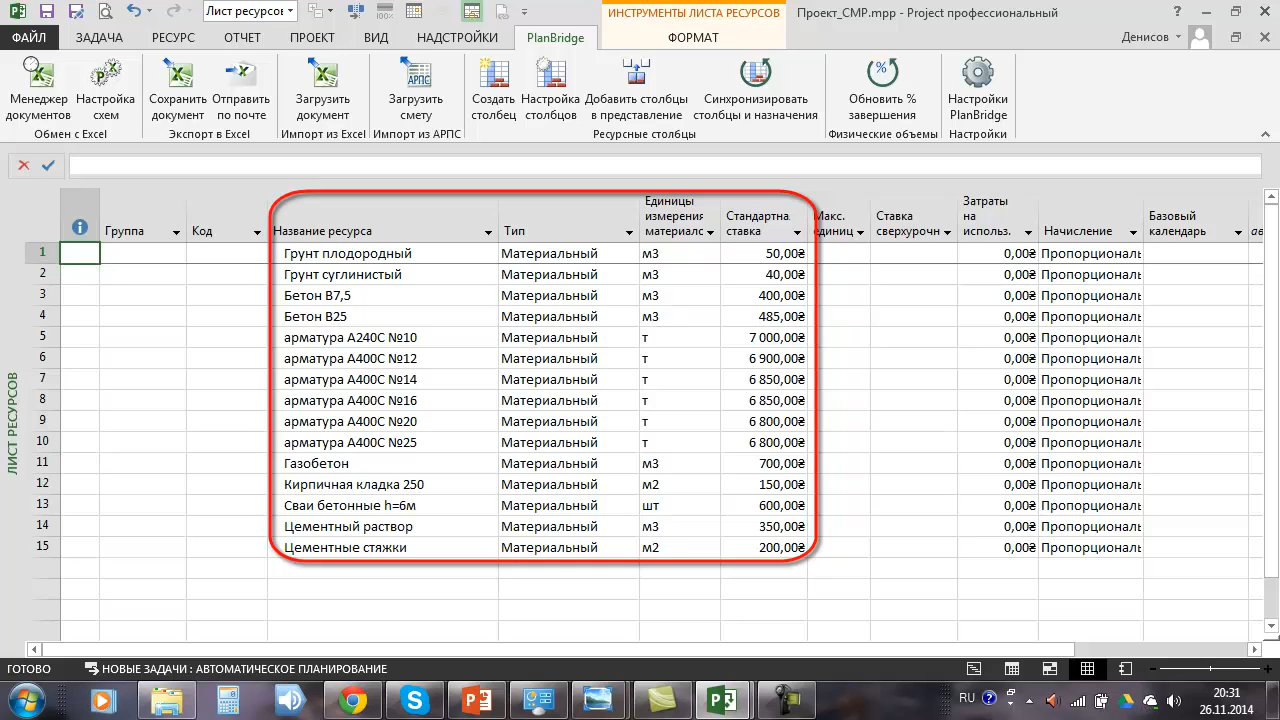 Лист ресурсов
ИНСТРУМЕНТЫ ЛИСТА РЕСУРСОВ
Проект_СМР.mpp - Project профессиональный
ФАЙЛ ЗАДАЧА РЕСУРС ОТЧЕТ ПРОЕКТ ВИД НАДСТРОЙКИ PlanBridge ФОРМАТ Денисов
Менеджер документов
Настройка схем
Обмен с Excel
Сохранить документ
Отправить по почте
Экспорт в Excel
Загрузить документ
Импорт из Excel
АРПС
Загрузить смету
Импорт из АРПС
Создать столбец
Настройка столбцов
Добавить столбцы в представление
Синхронизировать столбцы и назначения
Ресурсные столбцы
%
Обновить % завершения
Физические объемы
Настройки PlanBridge
Настройки
Группа Код Название ресурса Тип Единицы измерения материалс Стандартна ставка Макс. единиц Ставка сверхурочн Затраты на использ. Начисление Базовый календарь
1 Грунт плодородный Материальный м3 50,00₴ 0,00₴ Пропорциональ
2 Грунт суглинистый Материальный м3 40,00₴ 0,00₴ Пропорциональ
3 Бетон В7,5 Материальный м3 400,00₴ 0,00₴ Пропорциональ
4 Бетон В25 Материальный м3 485,00₴ 0,00₴ Пропорциональ
5 арматура А240С №10 Материальный т 7 000,00₴ 0,00₴ Пропорциональ
6 арматура А400С №12 Материальный т 6 900,00₴ 0,00₴ Пропорциональ
7 арматура А400С №14 Материальный т 6 850,00₴ 0,00₴ Пропорциональ
8 арматура А400С №16 Материальный т 6 850,00₴ 0,00₴ Пропорциональ
9 арматура А400С №20 Материальный т 6 800,00₴ 0,00₴ Пропорциональ
10 арматура А400С №25 Материальный т 6 800,00₴ 0,00₴ Пропорциональ
11 Газобетон Материальный м3 700,00₴ 0,00₴ Пропорциональ
12 Кирпичная кладка 250 Материальный м2 150,00₴ 0,00₴ Пропорциональ
13 Сваи бетонные h=6м Материальный шт 600,00₴ 0,00₴ Пропорциональ
14 Цементный раствор Материальный м3 350,00₴ 0,00₴ Пропорциональ
15 Цементные стяжки Материальный м2 200,00₴ 0,00₴ Пропорциональ
ЛИСТ РЕСУРСОВ
ГОТОВО НОВЫЕ ЗАДАЧИ : АВТОМАТИЧЕСКОЕ ПЛАНИРОВАНИЕ
RU
20:31
26.11.2014